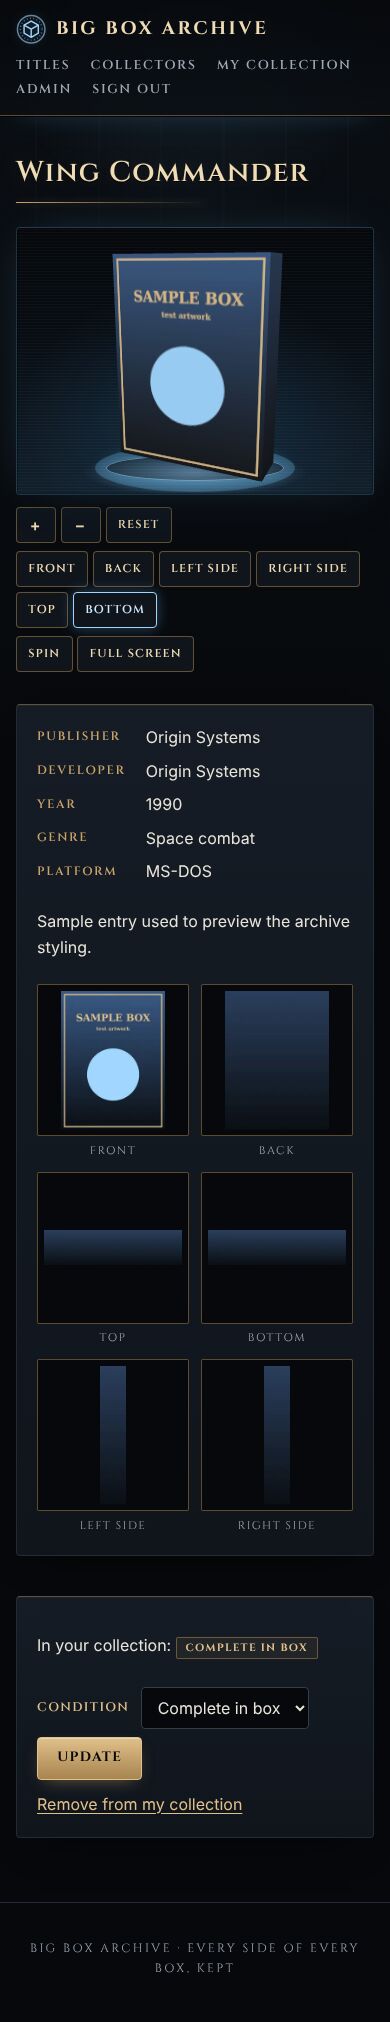 BIG BOX ARCHIVE
TITLES COLLECTORS MY COLLECTION
ADMIN SIGN OUT
Wing Commander
SAMPLE BOX
test artwork
+ − RESET
FRONT BACK LEFT SIDE RIGHT SIDE
TOP BOTTOM
SPIN FULL SCREEN
PUBLISHER Origin Systems
DEVELOPER Origin Systems
YEAR 1990
GENRE Space combat
PLATFORM MS-DOS
Sample entry used to preview the archive
styling.
SAMPLE BOX
test artwork
FRONT BACK
TOP BOTTOM
LEFT SIDE RIGHT SIDE
In your collection: COMPLETE IN BOX
CONDITION Complete in box
UPDATE
Remove from my collection
BIG BOX ARCHIVE · EVERY SIDE OF EVERY
BOX, KEPT